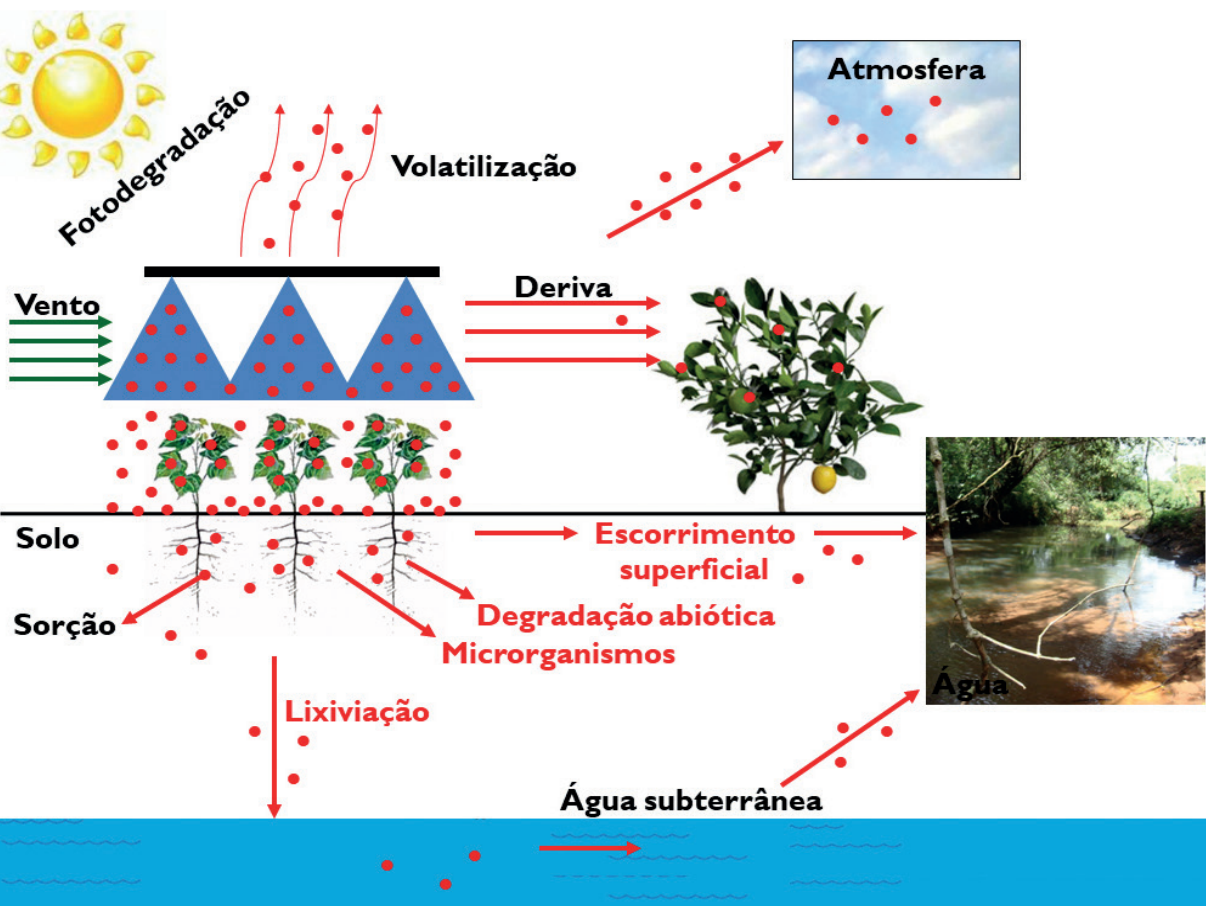 Atmosfera
Fotodegradação
Volatilização
Vento
Deriva
Solo
Escorrimento
superficial
Sorção
Degradação abiótica
Microrganismos
Água
Lixiviação
Água subterrânea